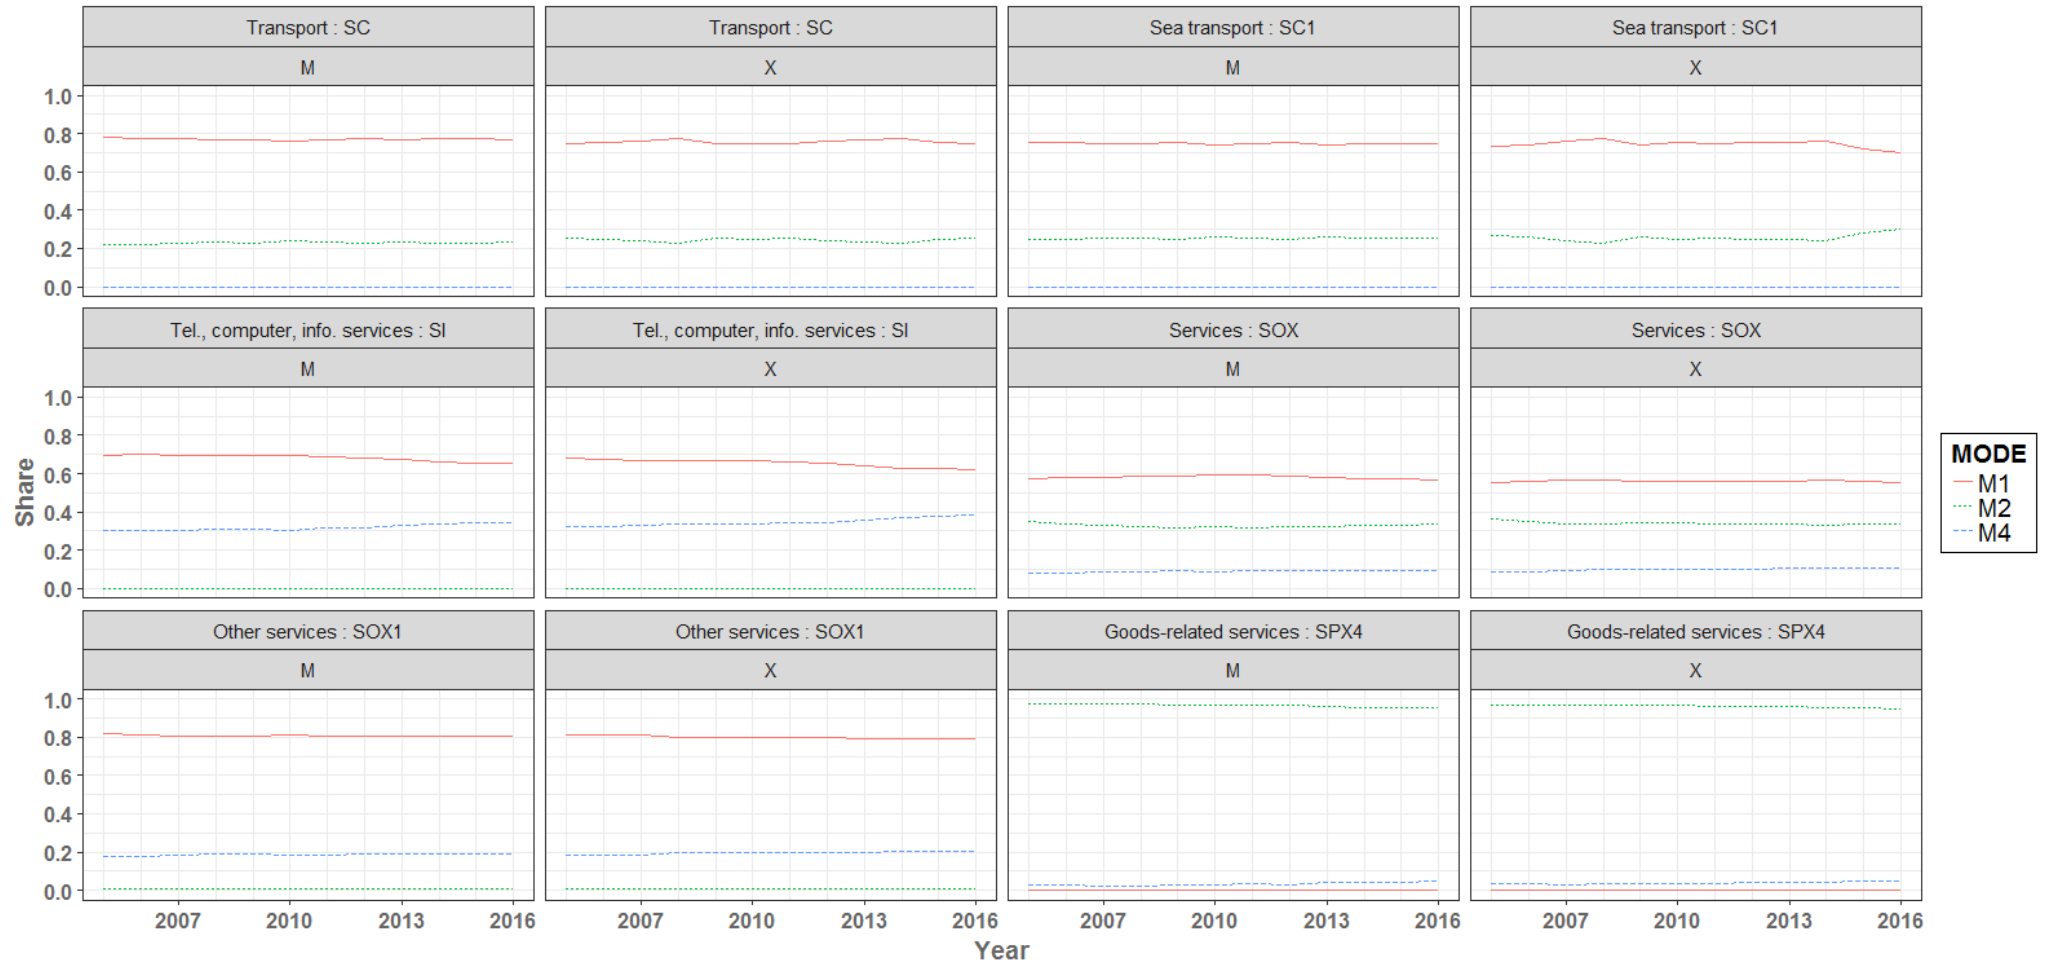 Transport : SC
Transport : SC
Sea transport : SC1
Sea transport : SC1
M
X
M
X
1.0
0.8
0.6
0.4
0.2
0.0
Tel., computer, info. services : SI
Tel., computer, info. services : SI
Services : SOX
Services : SOX
M
X
M
X
1.0
0.8
0.6
0.4
0.2
0.0
Share
MODE
M1
M2
M4
Other services : SOX1
Other services : SOX1
Goods-related services : SPX4
Goods-related services : SPX4
M
X
M
X
1.0
0.8
0.6
0.4
0.2
0.0
2007 2010 2013 2016
2007 2010 2013 2016
2007 2010 2013 2016
2007 2010 2013 2016
Year